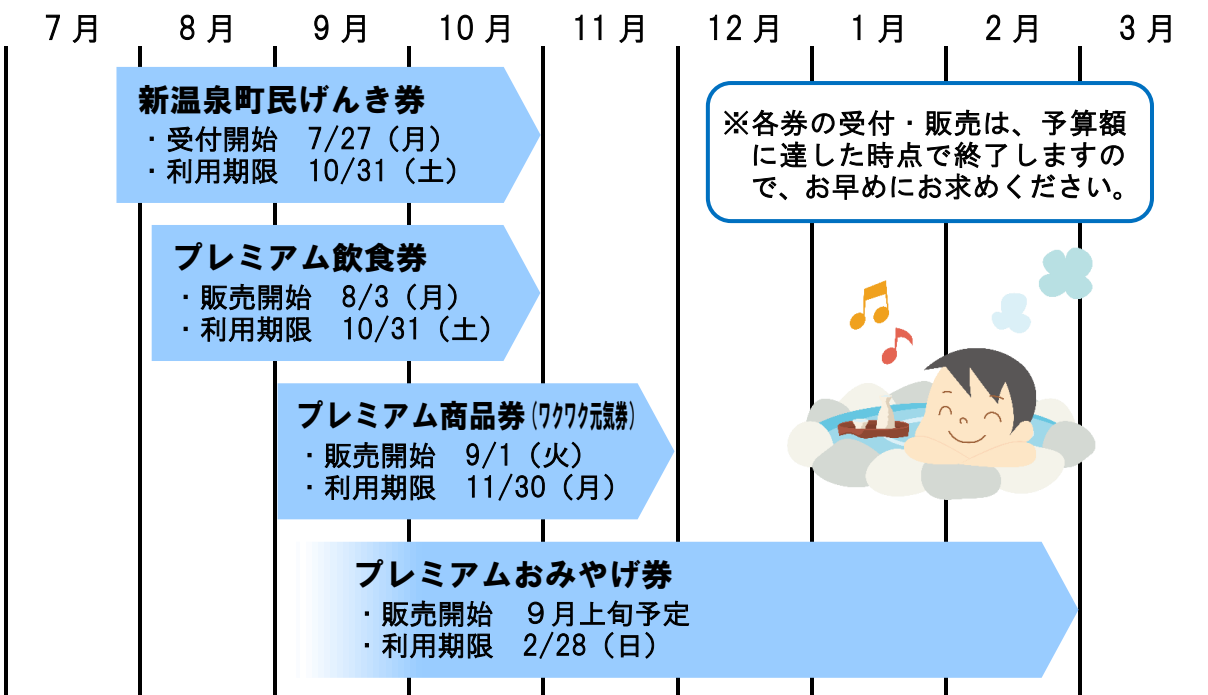 7月 8月 9月 10月 11月 12月 1月 2月 3月
新温泉町民げんき券
・受付開始 7/27（月）
・利用期限 10/31（土）
※各券の受付・販売は、予算額
に達した時点で終了しますの
で、お早めにお求めください。
プレミアム飲食券
・販売開始 8/3（月）
・利用期限 10/31（土）
プレミアム商品券(ワクワク元気券)
・販売開始 9/1（火）
・利用期限 11/30（月）
プレミアムおみやげ券
・販売開始 ９月上旬予定
・利用期限 2/28（日）